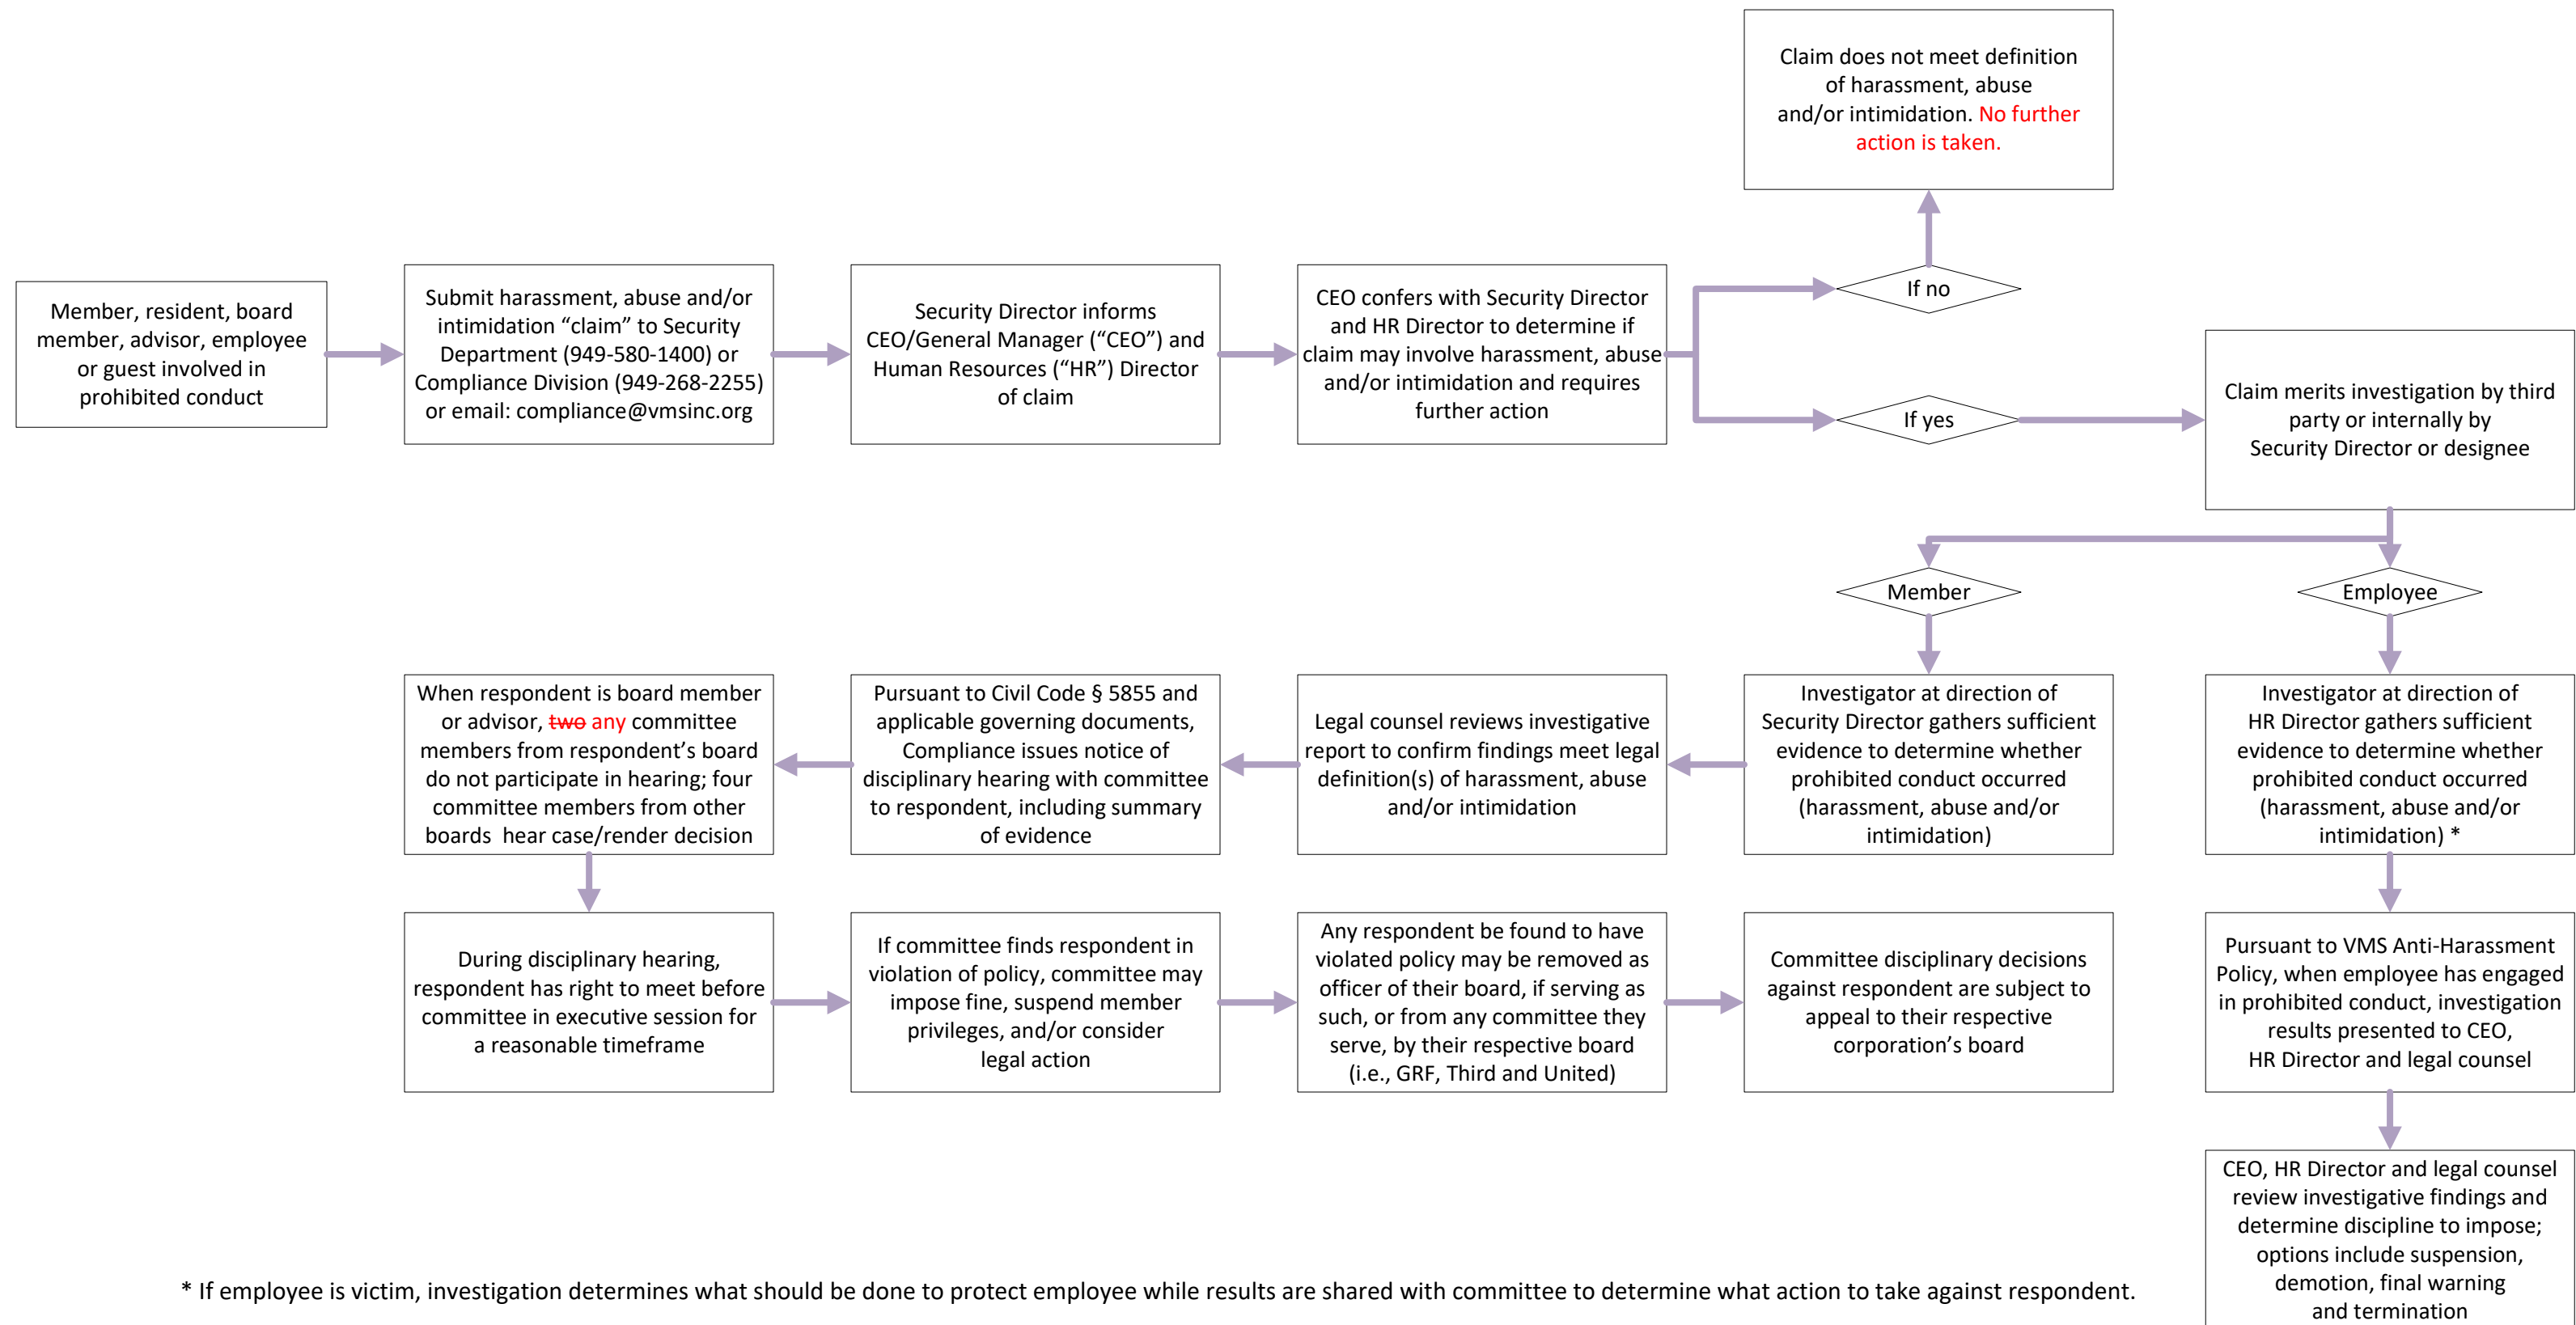 Claim does not meet definition
of harassment, abuse
and/or intimidation. No further
action is taken.
Member, resident, board
member, advisor, employee
or guest involved in
prohibited conduct
Submit harassment, abuse and/or
intimidation “claim” to Security
Department (949-580-1400) or
Compliance Division (949-268-2255)
or email: compliance@vmsinc.org
Security Director informs
CEO/General Manager (“CEO”) and
Human Resources (“HR”) Director
of claim
CEO confers with Security Director
and HR Director to determine if
claim may involve harassment, abuse
and/or intimidation and requires
further action
If no
If yes
Claim merits investigation by third
party or internally by
Security Director or designee
Member
Employee
Investigator at direction of
HR Director gathers sufficient
evidence to determine whether
prohibited conduct occurred
(harassment, abuse and/or
intimidation) *
Investigator at direction of
Security Director gathers sufficient
evidence to determine whether
prohibited conduct occurred
(harassment, abuse and/or
intimidation)
Legal counsel reviews investigative
report to confirm findings meet legal
definition(s) of harassment, abuse
and/or intimidation
Pursuant to Civil Code § 5855 and
applicable governing documents,
Compliance issues notice of
disciplinary hearing with committee
to respondent, including summary
of evidence
When respondent is board member
or advisor, two any committee
members from respondent’s board
do not participate in hearing; four
committee members from other
boards hear case/render decision
During disciplinary hearing,
respondent has right to meet before
committee in executive session for
a reasonable timeframe
If committee finds respondent in
violation of policy, committee may
impose fine, suspend member
privileges, and/or consider
legal action
Any respondent be found to have
violated policy may be removed as
officer of their board, if serving as
such, or from any committee they
serve, by their respective board
(i.e., GRF, Third and United)
Committee disciplinary decisions
against respondent are subject to
appeal to their respective
corporation’s board
Pursuant to VMS Anti-Harassment
Policy, when employee has engaged
in prohibited conduct, investigation
results presented to CEO,
HR Director and legal counsel
CEO, HR Director and legal counsel
review investigative findings and
determine discipline to impose;
options include suspension,
demotion, final warning
and termination
* If employee is victim, investigation determines what should be done to protect employee while results are shared with committee to determine what action to take against respondent.